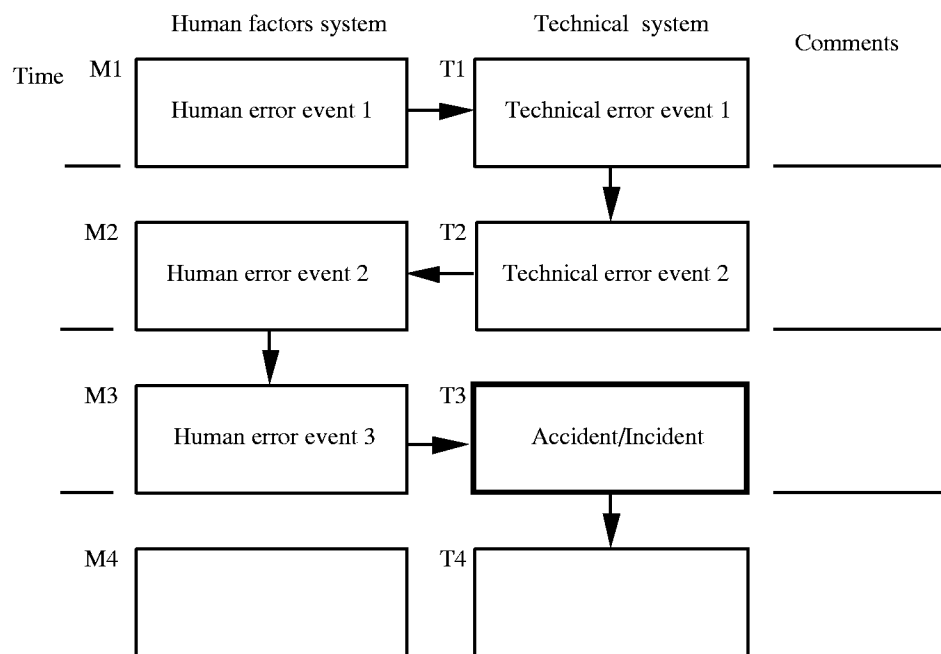 Human factors system
Technical system
Comments
Time
M1
T1
Human error event 1
Technical error event 1
M2
T2
Human error event 2
Technical error event 2
M3
T3
Human error event 3
Accident/Incident
M4
T4